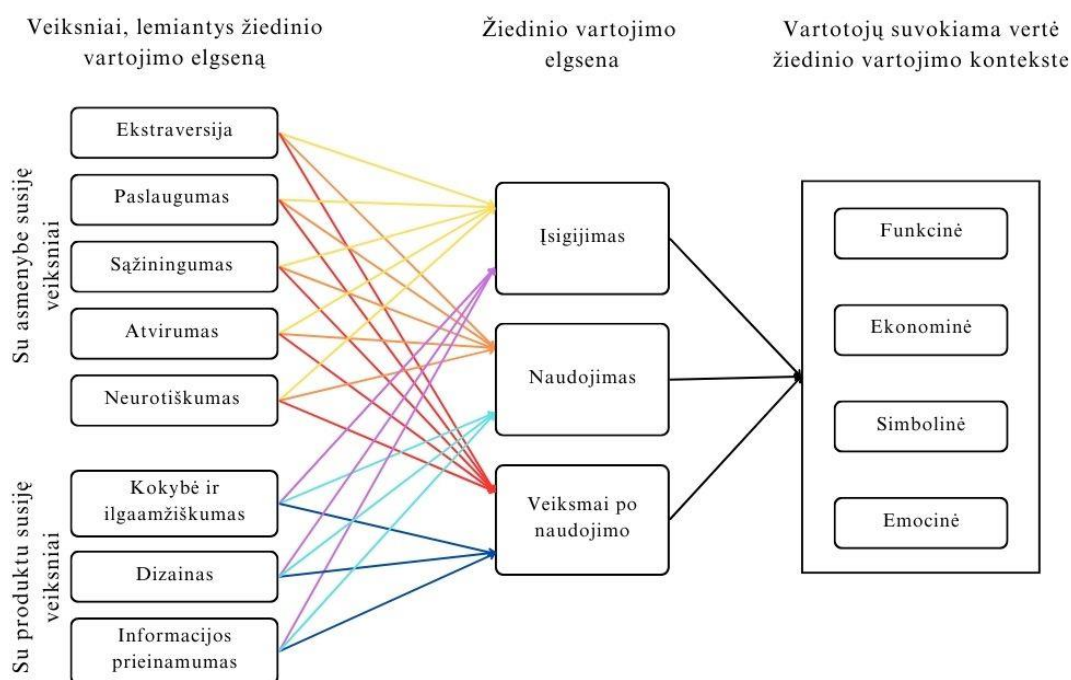 Veiksniai, lemiantys žiedinio
vartojimo elgseną
Žiedinio vartojimo
elgsena
Vartotojų suvokiama vertė
žiedinio vartojimo kontekste
Su asmenybe susiję
veiksniai
Ekstraversija
Paslaugumas
Sąžiningumas
Atvirumas
Neurotiškumas
Su produktu susiję
veiksniai
Kokybė ir
ilgaamžiškumas
Dizainas
Informacijos
prieinamumas
Įsigijimas
Naudojimas
Veiksmai po
naudojimo
Funkcinė
Ekonominė
Simbolinė
Emocinė